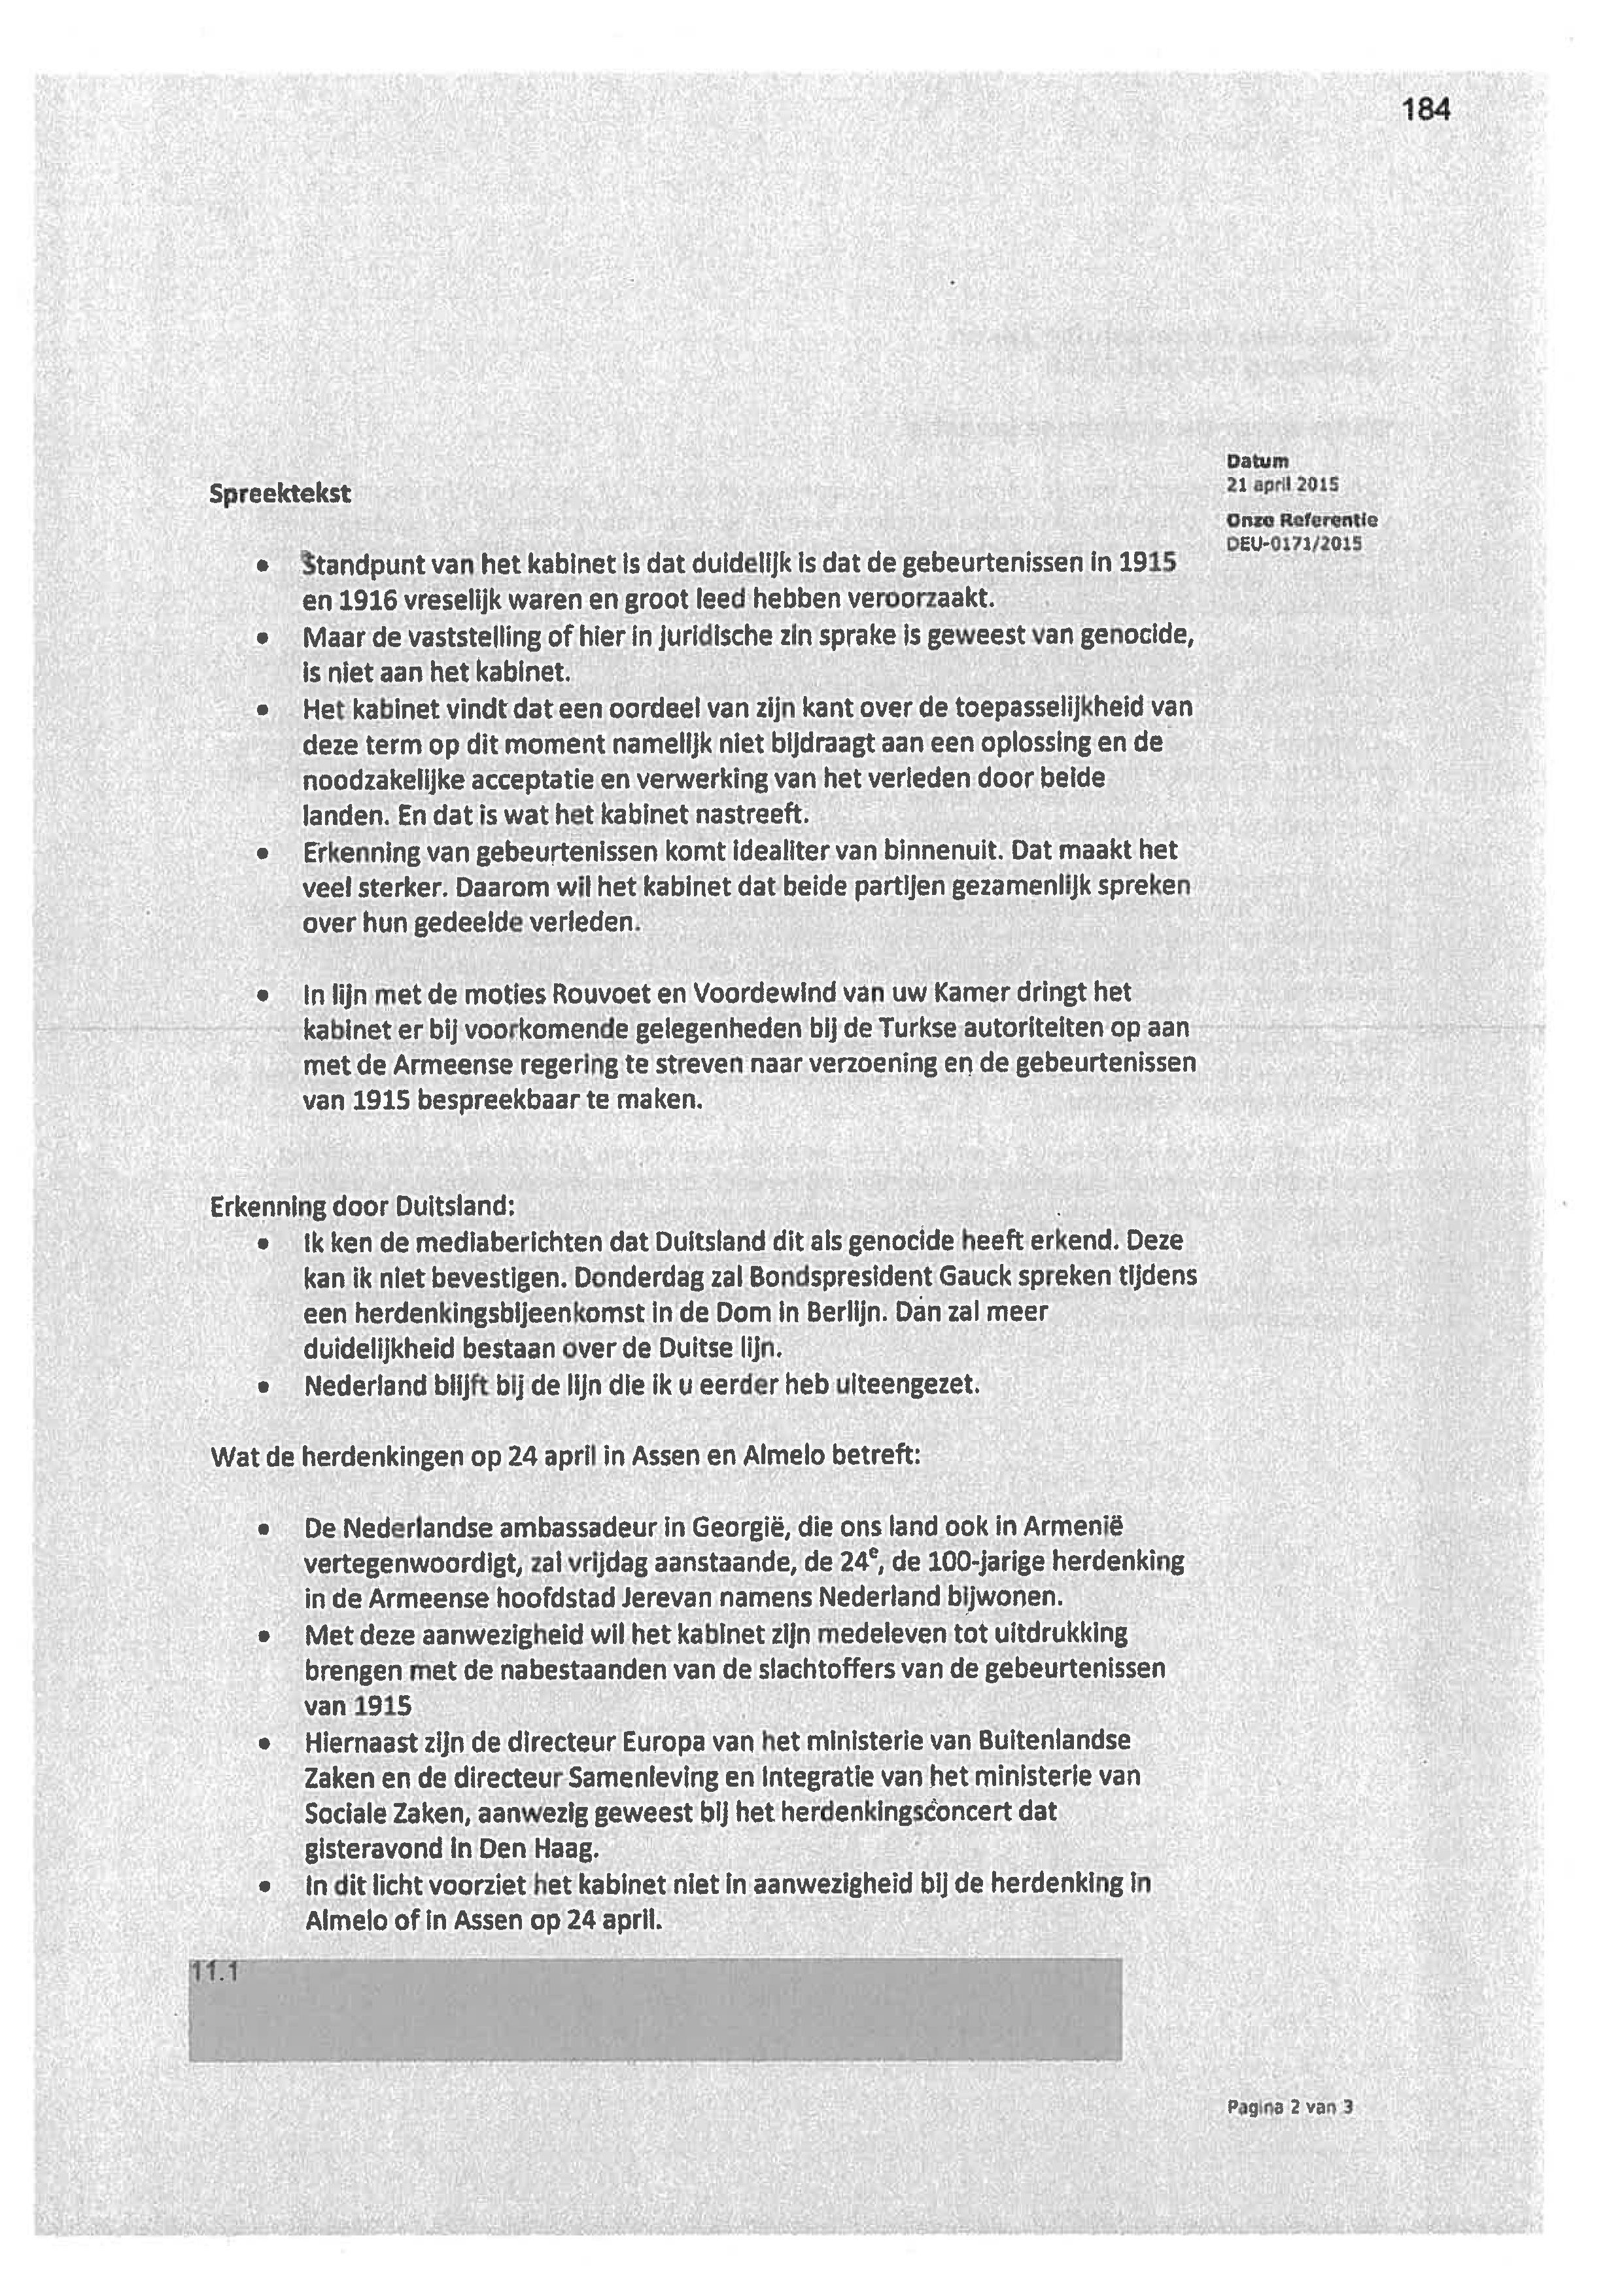 184
Datum
21 april 2015
Onze Referentie
DEU-0171/2015
Spreektekst
• Standpunt van het kabinet is dat duidelijk is dat de gebeurtenissen in 1915
en 1916 vreselijk waren en groot leed hebben veroorzaakt.
• Maar de vaststelling of hier in juridische zin sprake is geweest van genocide,
is niet aan het kabinet.
• Het kabinet vindt dat een oordeel van zijn kant over de toepasselijkheid van
deze term op dit moment namelijk niet bijdraagt aan een oplossing en de
noodzakelijke acceptatie en verwerking van het verleden door beide
landen. En dat is wat het kabinet nastreeft.
• Erkenning van gebeurtenissen komt idealiter van binnenuit. Dat maakt het
veel sterker. Daarom wil het kabinet dat beide partijen gezamenlijk spreken
over hun gedeelde verleden.
• In lijn met de moties Rouvoet en Voordewind van uw Kamer dringt het
kabinet er bij voorkomende gelegenheden bij de Turkse autoriteiten op aan
met de Armeense regering te streven naar verzoening en de gebeurtenissen
van 1915 bespreekbaar te maken.
Erkenning door Duitsland:
• Ik ken de mediaberichten dat Duitsland dit als genocide heeft erkend. Deze
kan ik niet bevestigen. Donderdag zal Bondspresident Gauck spreken tijdens
een herdenkingsbijeenkomst in de Dom in Berlijn. Dan zal meer
duidelijkheid bestaan over de Duitse lijn.
• Nederland blijft bij de lijn die ik u eerder heb uiteengezet.
Wat de herdenkingen op 24 april in Assen en Almelo betreft:
• De Nederlandse ambassadeur in Georgië, die ons land ook in Armenië
vertegenwoordigt, zal vrijdag aanstaande, de 24e, de 100-jarige herdenking
in de Armeense hoofdstad Jerevan namens Nederland bijwonen.
• Met deze aanwezigheid wil het kabinet zijn medeleven tot uitdrukking
brengen met de nabestaanden van de slachtoffers van de gebeurtenissen
van 1915
• Hiernaast zijn de directeur Europa van het ministerie van Buitenlandse
Zaken en de directeur Samenleving en Integratie van het ministerie van
Sociale Zaken, aanwezig geweest bij het herdenkingsconcert dat
gisteravond in Den Haag.
• In dit licht voorziet het kabinet niet in aanwezigheid bij de herdenking in
Almelo of in Assen op 24 april.
11.1
Pagina 2 van 3